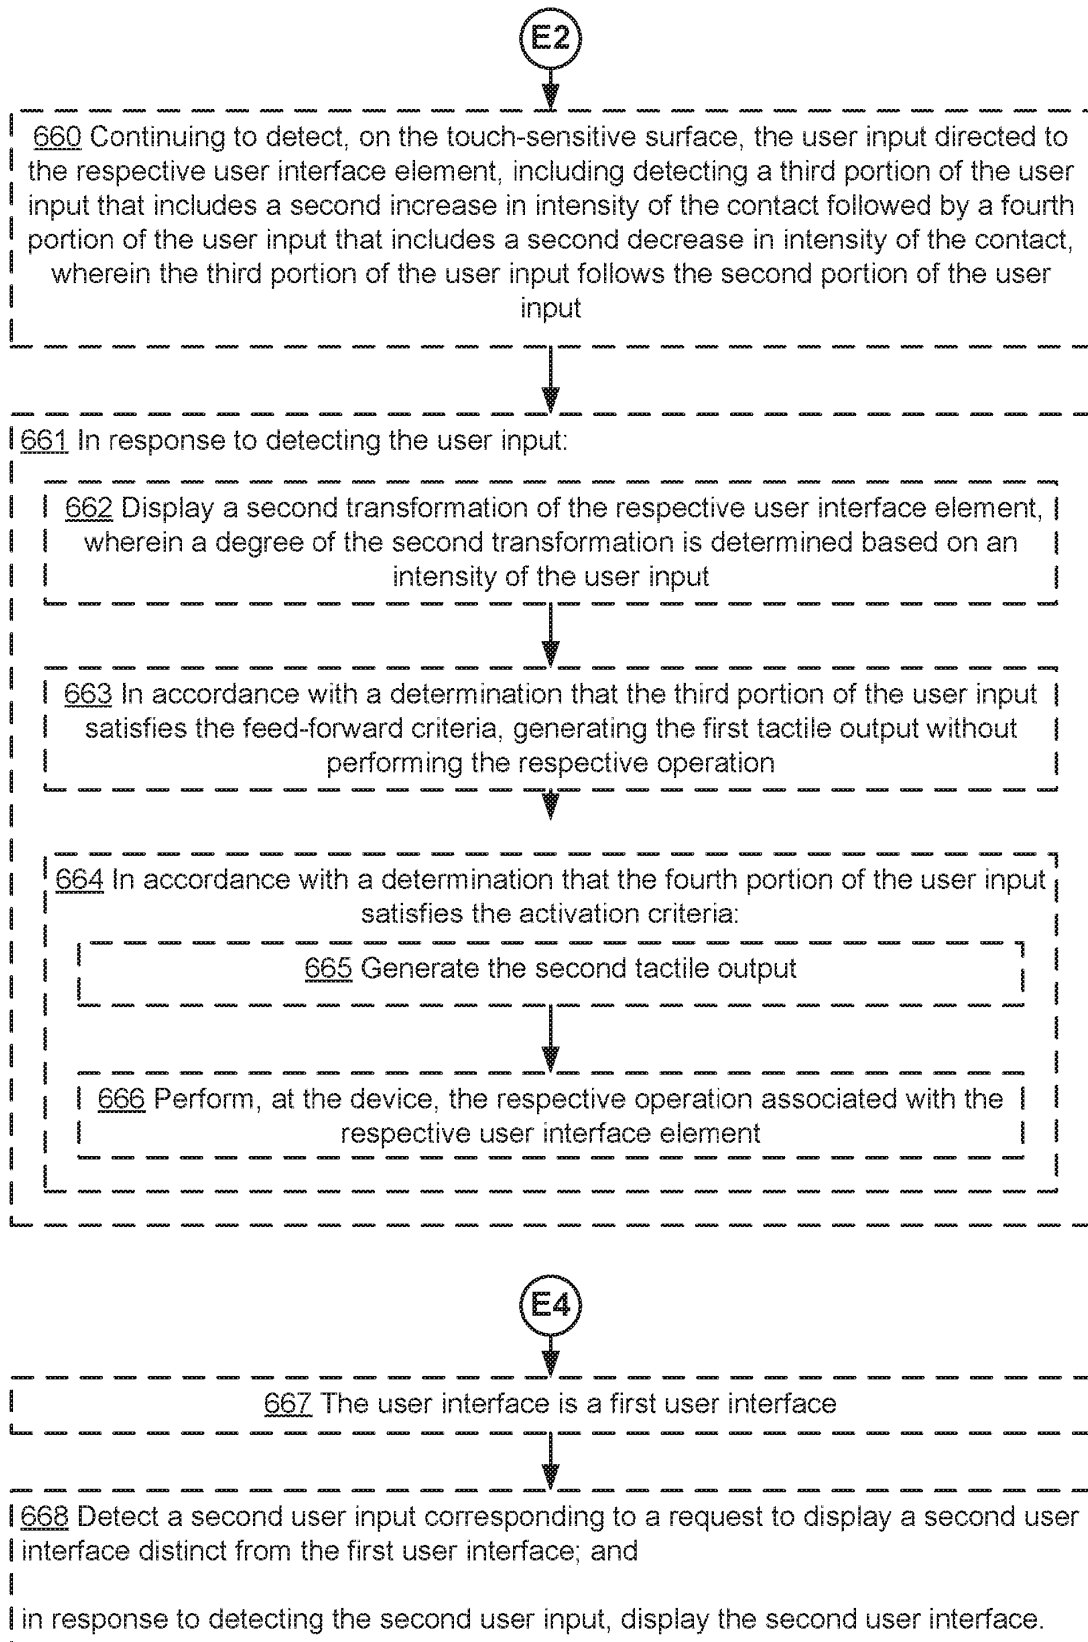 E2
660 Continuing to detect, on the touch-sensitive surface, the user input directed to
the respective user interface element, including detecting a third portion of the user
input that includes a second increase in intensity of the contact followed by a fourth
portion of the user input that includes a second decrease in intensity of the contact,
wherein the third portion of the user input follows the second portion of the user
input
661 In response to detecting the user input:
662 Display a second transformation of the respective user interface element,
wherein a degree of the second transformation is determined based on an
intensity of the user input
663 In accordance with a determination that the third portion of the user input
satisfies the feed-forward criteria, generating the first tactile output without
performing the respective operation
664 In accordance with a determination that the fourth portion of the user input
satisfies the activation criteria:
665 Generate the second tactile output
666 Perform, at the device, the respective operation associated with the
respective user interface element
E4
667 The user interface is a first user interface
668 Detect a second user input corresponding to a request to display a second user
interface distinct from the first user interface; and
in response to detecting the second user input, display the second user interface.